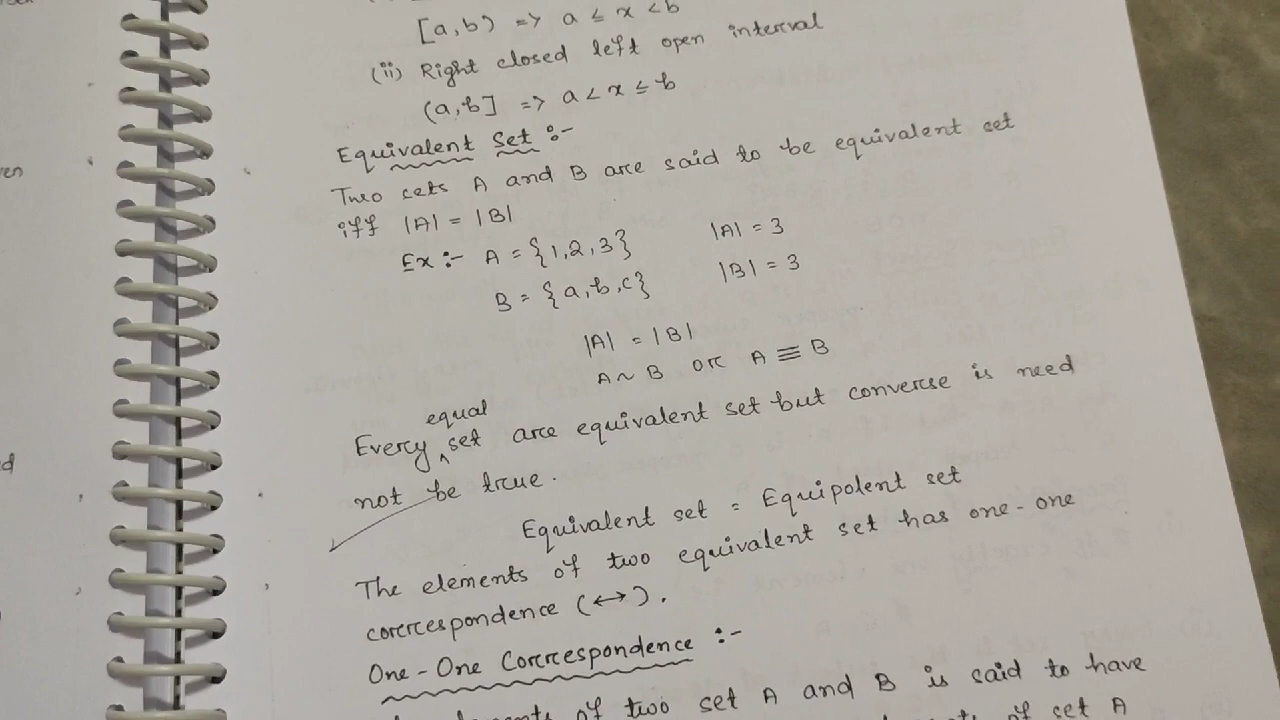 [a,b) => a ≤ x < b
(ii) Right closed left open interval
(a,b] => a < x ≤ b
Equivalent Set :-
Two sets A and B are said to be equivalent set
iff |A| = |B|
Ex :- A = {1,2,3} |A| = 3
B = {a,b,c} |B| = 3
|A| = |B|
A ~ B or A ≡ B
equal
Every ^ set are equivalent set but converse is need
not be true.
Equivalent set = Equipolent set
The elements of two equivalent set has one-one
correspondence (↔).
One-One Correspondence :-
of two set A and B is said to have
of set A
en
d